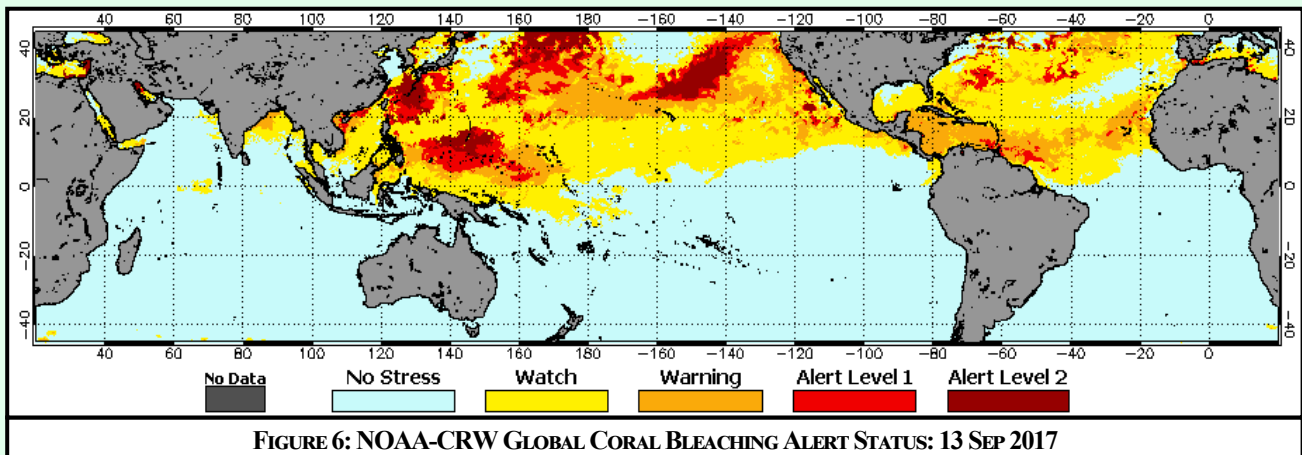 40 60 80 100 120 140 160 180 -160 -140 -120 -100 -80 -60 -40 -20 0
40 40
20 20
0 0
-20 -20
-40 -40
40 60 80 100 120 140 160 180 -160 -140 -120 -100 -80 -60 -40 -20 0
No Data No Stress Watch Warning Alert Level 1 Alert Level 2
FIGURE 6: NOAA-CRW GLOBAL CORAL BLEACHING ALERT STATUS: 13 SEP 2017